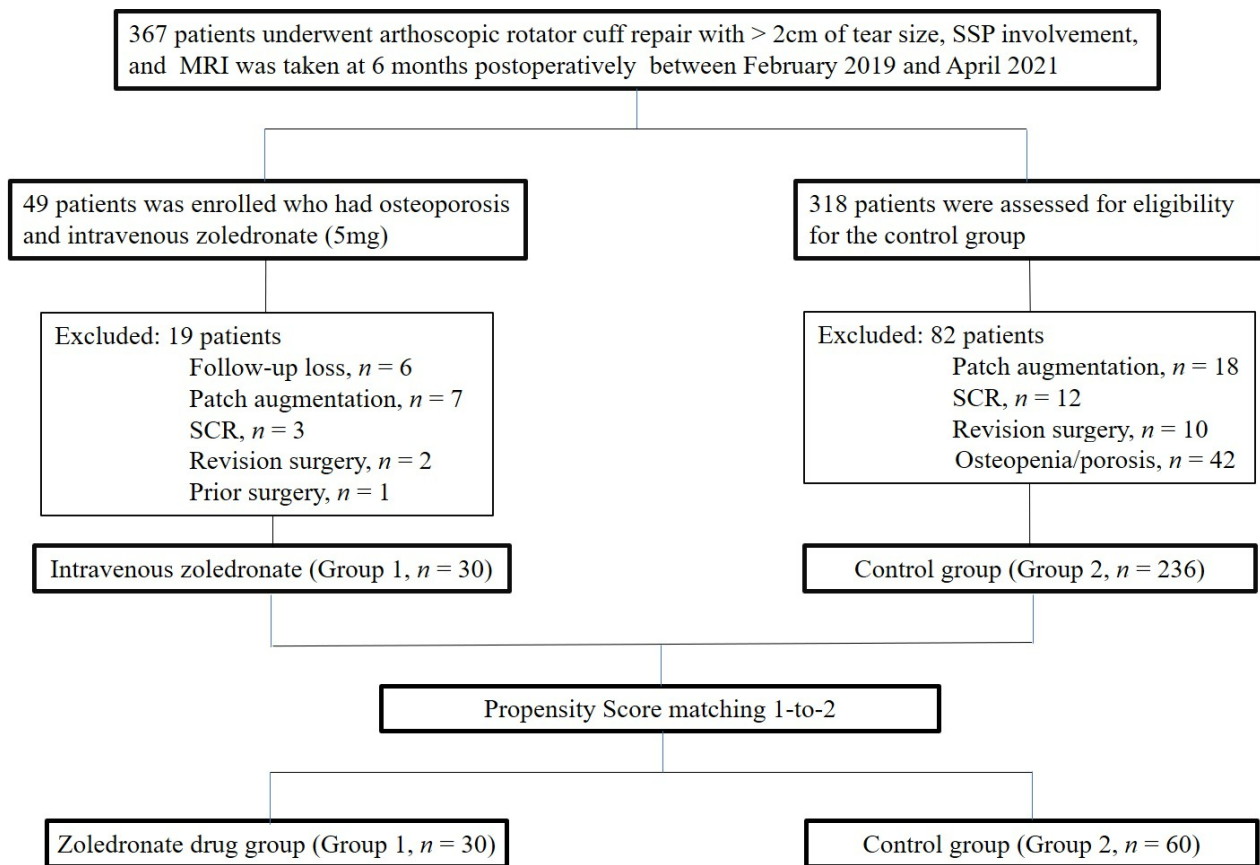 367 patients underwent arthoscopic rotator cuff repair with > 2cm of tear size, SSP involvement,
and MRI was taken at 6 months postoperatively between February 2019 and April 2021
49 patients was enrolled who had osteoporosis
and intravenous zoledronate (5mg)
318 patients were assessed for eligibility
for the control group
Excluded: 19 patients
Follow-up loss, n = 6
Patch augmentation, n = 7
SCR, n = 3
Revision surgery, n = 2
Prior surgery, n = 1
Excluded: 82 patients
Patch augmentation, n = 18
SCR, n = 12
Revision surgery, n = 10
Osteopenia/porosis, n = 42
Intravenous zoledronate (Group 1, n = 30)
Control group (Group 2, n = 236)
Propensity Score matching 1-to-2
Zoledronate drug group (Group 1, n = 30)
Control group (Group 2, n = 60)